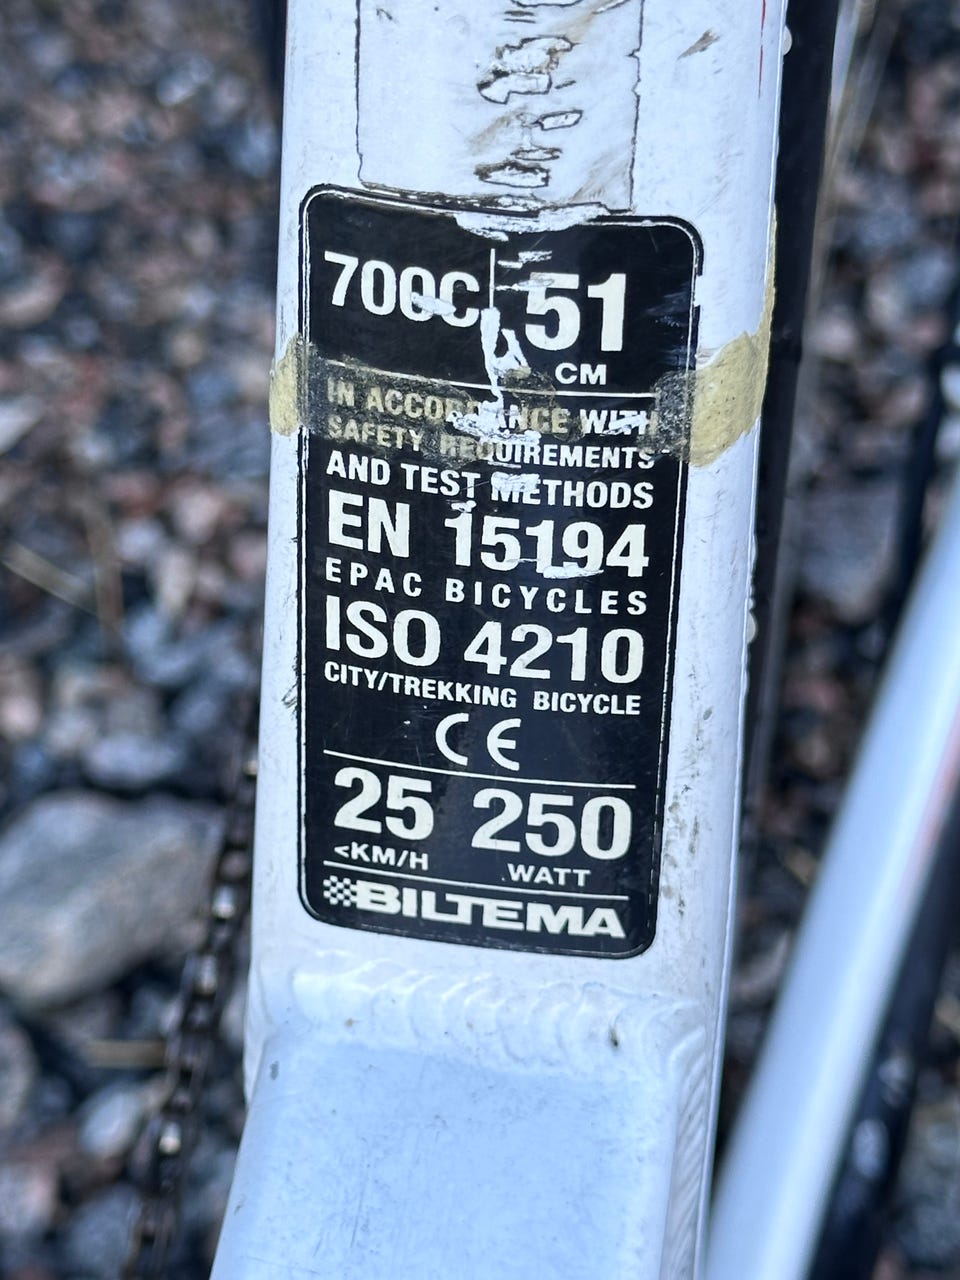 700C 51
CM
IN ACCORDANCE WITH
SAFETY REQUIREMENTS
AND TEST METHODS
EN 15194
EPAC BICYCLES
ISO 4210
CITY/TREKKING BICYCLE
CE
25 250
<KM/H WATT
BILTEMA